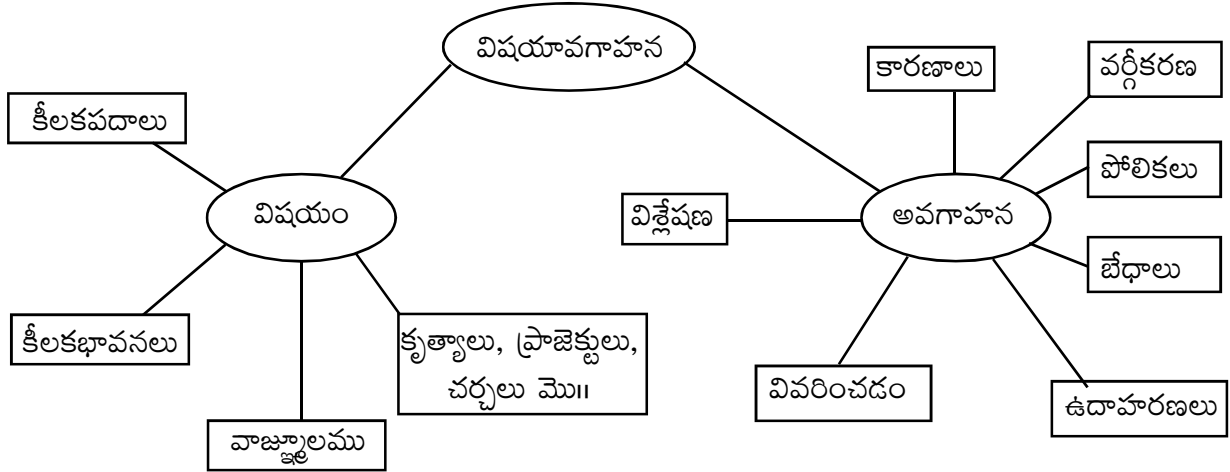 విషయావగాహన
కారణాలు
వర్గీకరణ
కీలకపదాలు
పోలికలు
విషయం
విశ్లేషణ
అవగాహన
బేధాలు
కీలకభావనలు
కృత్యాలు, ప్రాజెక్టులు,
చర్చలు మొ॥
వివరించడం
ఉదాహరణలు